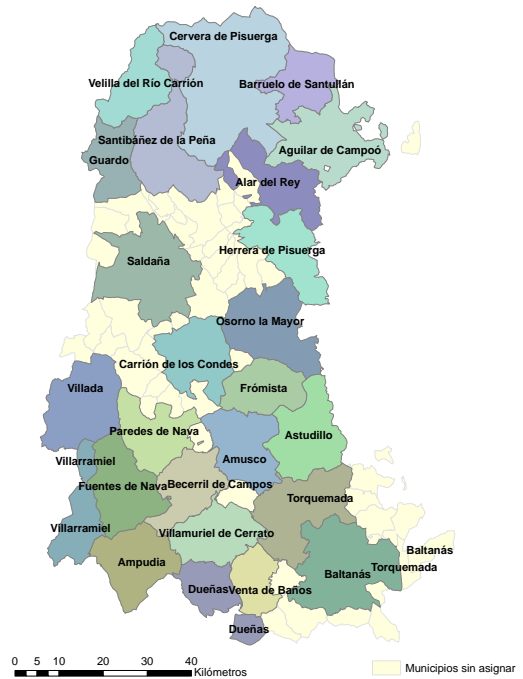 Cervera de Pisuerga
Velilla del Río Carrión
Barruelo de Santullán
Santibáñez de la Peña
Guardo
Aguilar de Campoó
Alar del Rey
Herrera de Pisuerga
Saldaña
Osorno la Mayor
Carrión de los Condes
Villada
Frómista
Paredes de Nava
Astudillo
Villarramiel
Amusco
Fuentes de Nava
Becerril de Campos
Torquemada
Villarramiel
Villamuriel de Cerrato
Baltanás
Ampudia
Torquemada
Baltanás
Dueñas
Venta de Baños
Dueñas
0 5 10 20 30 40
Kilómetros
Municipios sin asignar